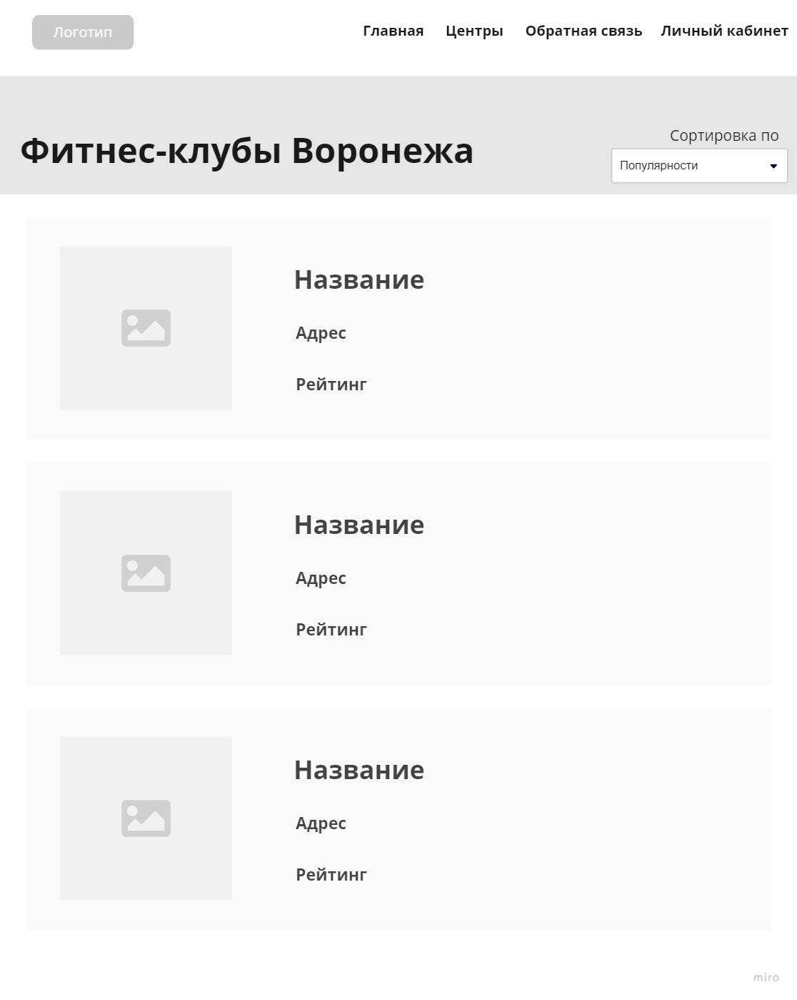 Логотип
Главная Центры Обратная связь Личный кабинет
Фитнес-клубы Воронежа
Сортировка по
Популярности
Название
Адрес
Рейтинг
Название
Адрес
Рейтинг
Название
Адрес
Рейтинг
miro